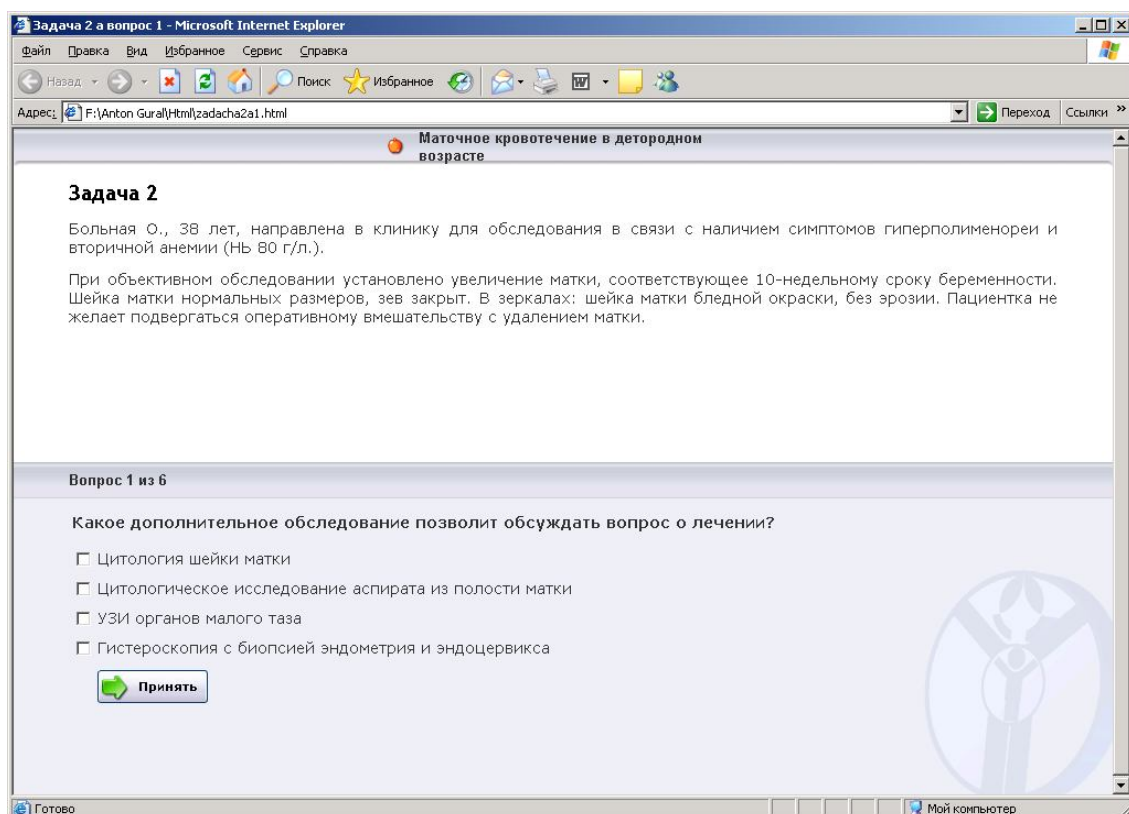 Задача 2 а вопрос 1 - Microsoft Internet Explorer
Файл Правка Вид Избранное Сервис Справка
Назад Поиск Избранное
Адрес: F:\Anton Gural\Html\zadacha2a1.html Переход Ссылки »
Маточное кровотечение в детородном
возрасте
Задача 2
Больная О., 38 лет, направлена в клинику для обследования в связи с наличием симптомов гиперполименореи и
вторичной анемии (НЬ 80 г/л.).
При объективном обследовании установлено увеличение матки, соответствующее 10-недельному сроку беременности.
Шейка матки нормальных размеров, зев закрыт. В зеркалах: шейка матки бледной окраски, без эрозии. Пациентка не
желает подвергаться оперативному вмешательству с удалением матки.
Вопрос 1 из 6
Какое дополнительное обследование позволит обсуждать вопрос о лечении?
Цитология шейки матки
Цитологическое исследование аспирата из полости матки
УЗИ органов малого таза
Гистероскопия с биопсией эндометрия и эндоцервикса
Принять
Готово Мой компьютер